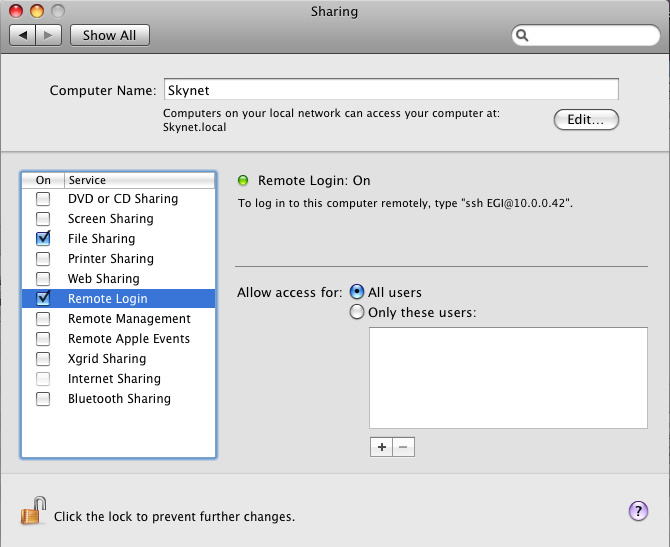 Sharing
Show All
Computer Name: Skynet
Computers on your local network can access your computer at:
Skynet.local
Edit...
On Service
DVD or CD Sharing
Screen Sharing
File Sharing
Printer Sharing
Web Sharing
Remote Login
Remote Management
Remote Apple Events
Xgrid Sharing
Internet Sharing
Bluetooth Sharing
Remote Login: On
To log in to this computer remotely, type "ssh EGI@10.0.0.42".
Allow access for: All users
Only these users:
+ −
Click the lock to prevent further changes.
?